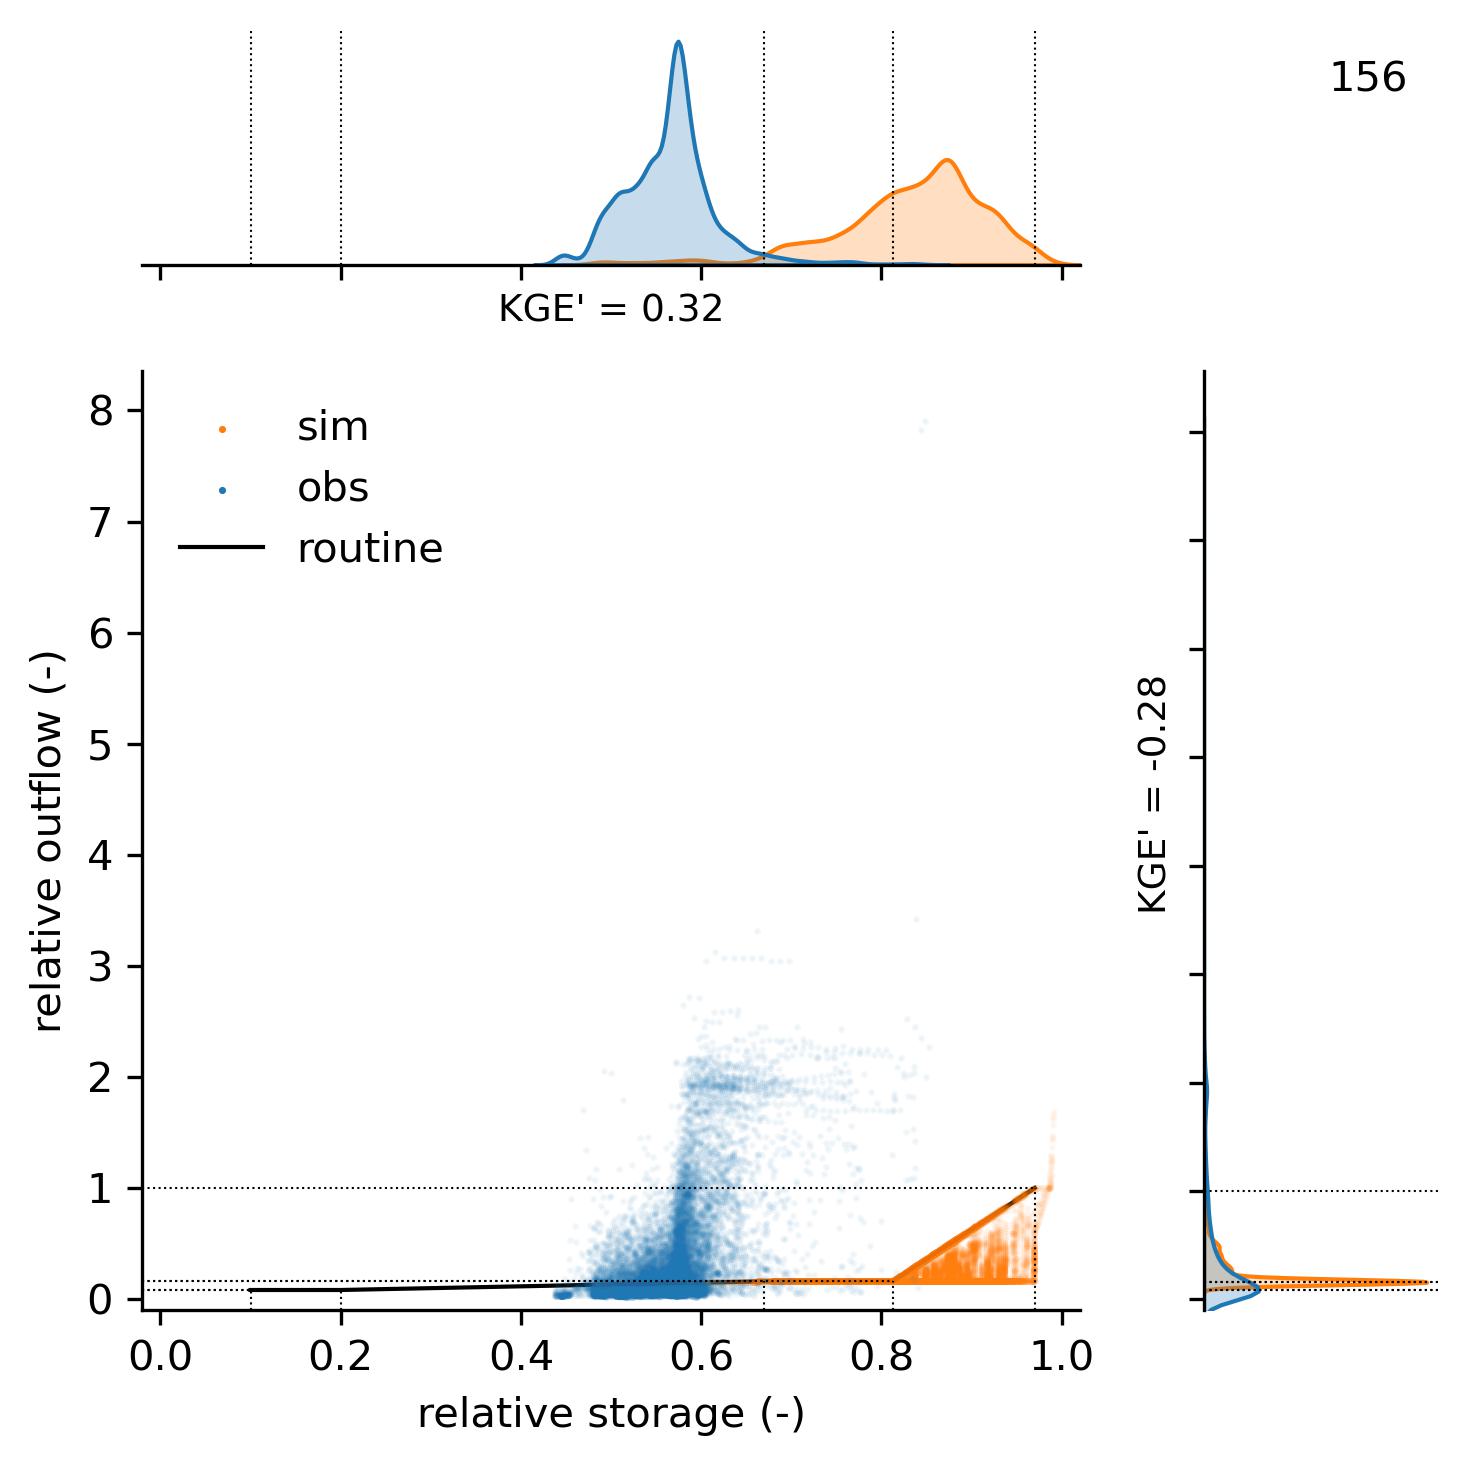 156
KGE' = 0.32
8
7
6
5
4
3
2
1
0
relative outflow (-)
sim
obs
routine
KGE' = -0.28
0.0 0.2 0.4 0.6 0.8 1.0
relative storage (-)